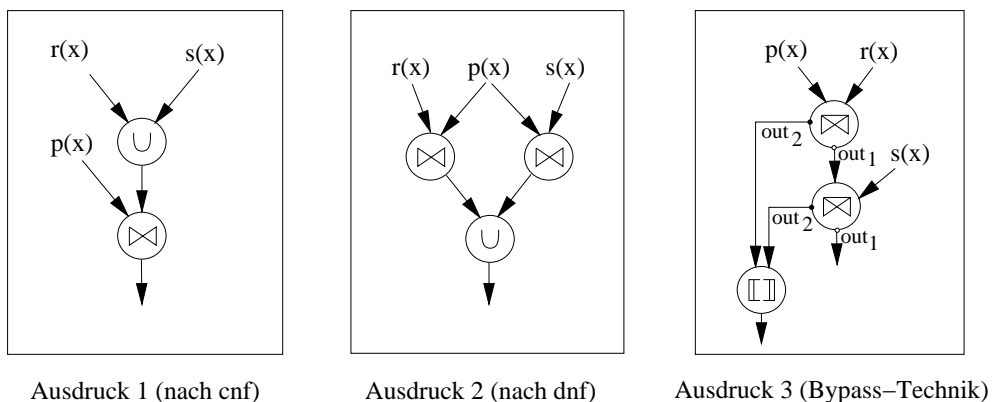 r(x) s(x)
p(x)
∪
⋈
Ausdruck 1 (nach cnf)
r(x) p(x) s(x)
⋈ ⋈
∪
Ausdruck 2 (nach dnf)
p(x) r(x)
out2
out1
s(x)
out2
out1
Ausdruck 3 (Bypass–Technik)